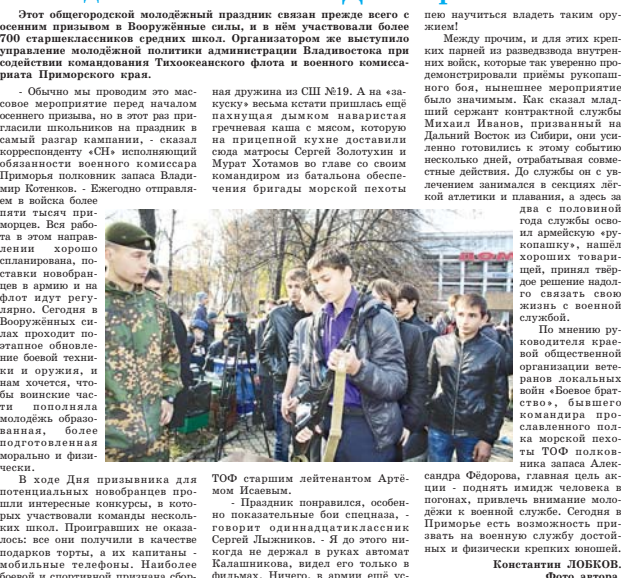 Этот общегородской молодёжный праздник связан прежде всего с
осенним призывом в Вооружённые силы, и в нём участвовали более
700 старшеклассников средних школ. Организатором же выступило
управление молодёжной политики администрации Владивостока при
содействии командования Тихоокеанского флота и военного комисса-
риата Приморского края.
- Обычно мы проводим это мас-
совое мероприятие перед началом
осеннего призыва, но в этот раз при-
гласили школьников на праздник в
самый разгар кампании, - сказал
корреспонденту «СН» исполняющий
обязанности военного комиссара
Приморья полковник запаса Влади-
мир Котенков. - Ежегодно отправля-
ем в войска более
пяти тысяч при-
морцев. Вся рабо-
та в этом направ-
лении хорошо
спланирована, по-
ставки новобран-
цев в армию и на
флот идут регу-
лярно. Сегодня в
Вооружённых си-
лах проходит по-
этапное обновле-
ние боевой техни-
ки и оружия, и
нам хочется, что-
бы воинские час-
ти пополняла
молодёжь образо-
ванная, более
подготовленная
морально и физи-
чески.
В ходе Дня призывника для
потенциальных новобранцев про-
шли интересные конкурсы, в кото-
рых участвовали команды несколь-
ких школ. Проигравших не оказа-
лось: все они получили в качестве
подарков торты, а их капитаны -
мобильные телефоны. Наиболее
боевой и спортивной признана сбор-
ная дружина из СШ №19. А на «за-
куску» весьма кстати пришлась ещё
пахнущая дымком наваристая
гречневая каша с мясом, которую
на прицепной кухне доставили
сюда матросы Сергей Золотухин и
Мурат Хотамов во главе со своим
командиром из батальона обеспе-
чения бригады морской пехоты
ТОФ старшим лейтенантом Артё-
мом Исаевым.
- Праздник понравился, особен-
но показательные бои спецназа, -
говорит одиннадцатиклассник
Сергей Лыжников. - Я до этого ни-
когда не держал в руках автомат
Калашникова, видел его только в
фильмах. Ничего, в армии ещё ус-
пею научиться владеть таким ору-
жием!
Между прочим, и для этих креп-
ких парней из разведвзвода внутрен-
них войск, которые так уверенно про-
демонстрировали приёмы рукопаш-
ного боя, нынешнее мероприятие
было значимым. Как сказал млад-
ший сержант контрактной службы
Михаил Иванов, призванный на
Дальний Восток из Сибири, они уси-
ленно готовились к этому событию
несколько дней, отрабатывая совме-
стные действия. До службы он с ув-
лечением занимался в секциях лёг-
кой атлетики и плавания, а здесь за
два с половиной
года службы осво-
ил армейскую «ру-
копашку», нашёл
хороших товари-
щей, принял твёр-
дое решение надол-
го связать свою
жизнь с военной
службой.
По мнению ру-
ководителя крае-
вой общественной
организации вете-
ранов локальных
войн «Боевое брат-
ство», бывшего
командира про-
славленного пол-
ка морской пехо-
ты ТОФ полков-
ника запаса Алек-
сандра Фёдорова, главная цель ак-
ции - поднять имидж человека в
погонах, привлечь внимание моло-
дёжи к военной службе. Сегодня в
Приморье есть возможность при-
звать на военную службу достой-
ных и физически крепких юношей.
Константин ЛОБКОВ.
Фото автора.